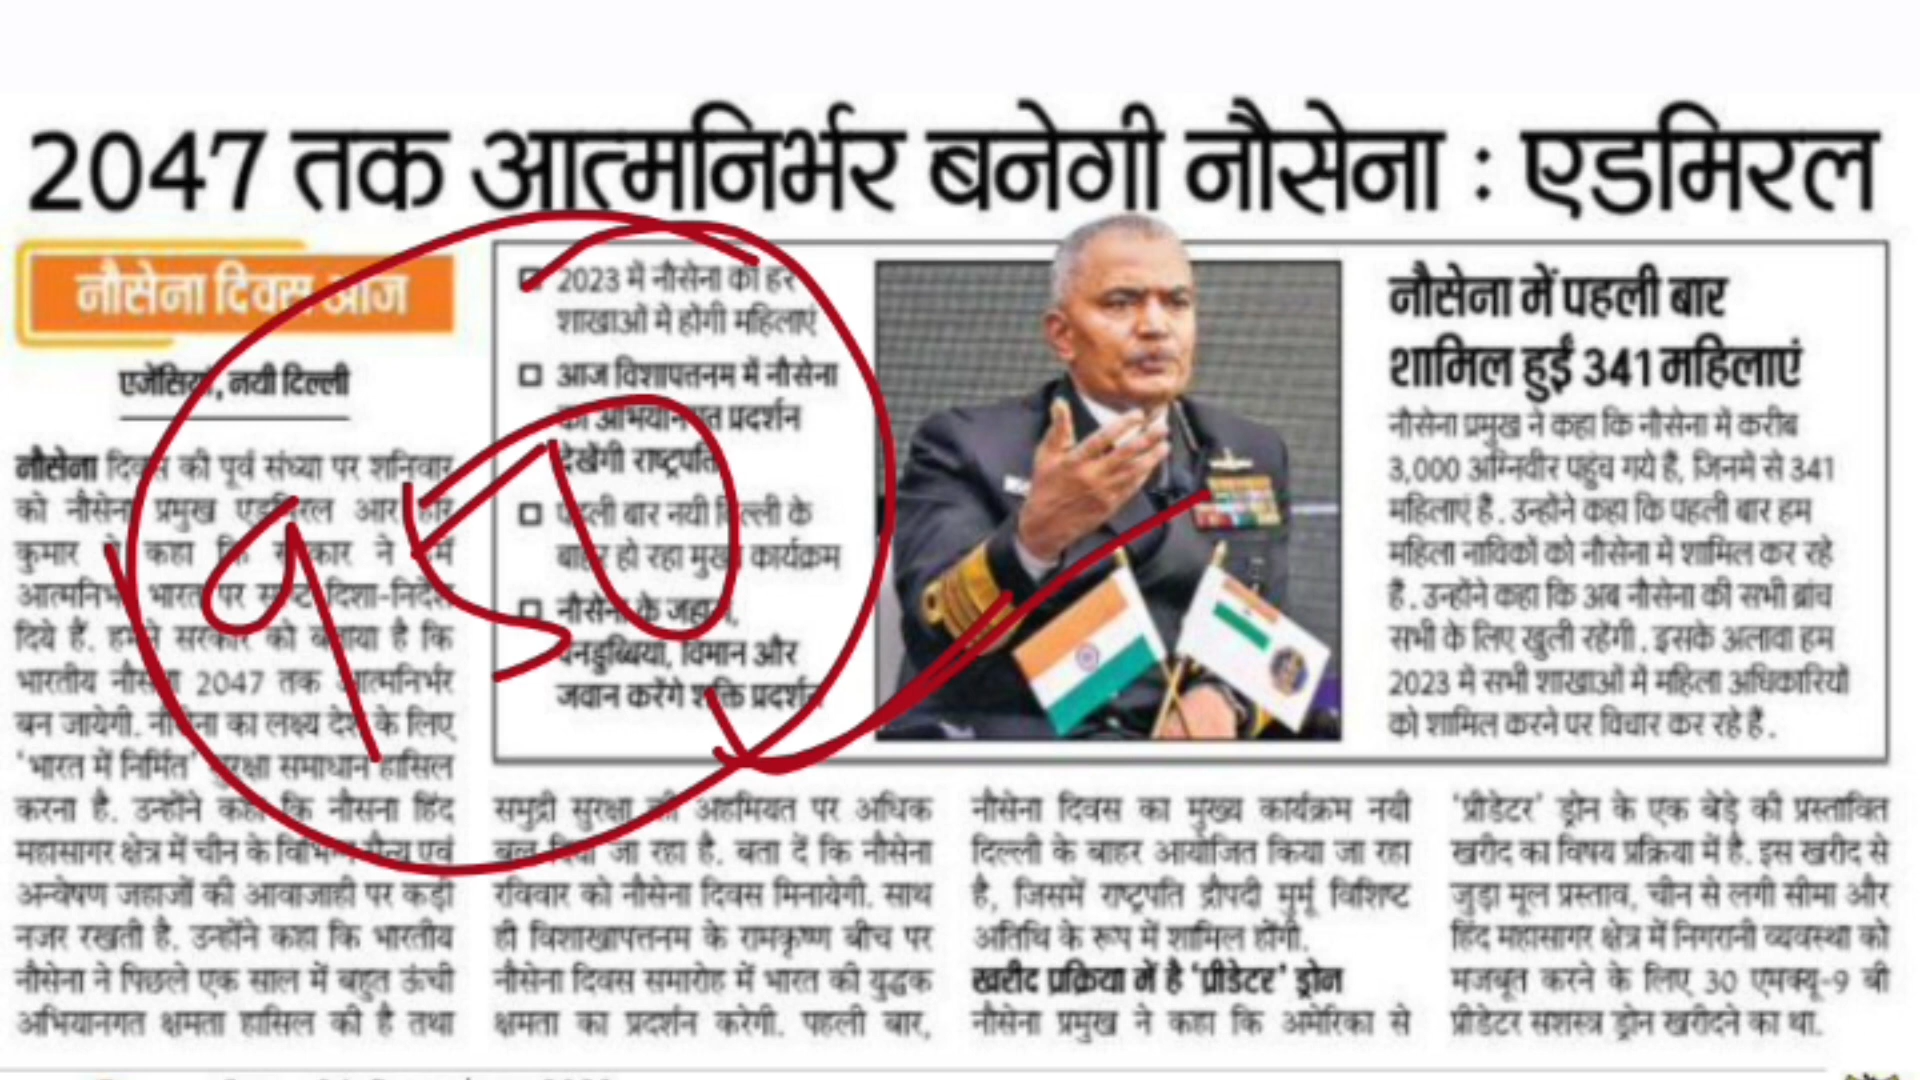 2047 तक आत्मनिर्भर बनेगी नौसेना : एडमिरल
नौसेना दिवस आज
एजेंसियां, नयी दिल्ली
नौसेना दिवस की पूर्व संध्या पर शनिवार
को नौसेना प्रमुख एडमिरल आर हरि
कुमार ने कहा कि सरकार ने हमें
आत्मनिर्भर भारत पर स्पष्ट दिशा-निर्देश
दिये हैं. हमने सरकार को बताया है कि
भारतीय नौसेना 2047 तक आत्मनिर्भर
बन जायेगी. नौसेना का लक्ष्य देश के लिए
'भारत में निर्मित' सुरक्षा समाधान हासिल
करना है. उन्होंने कहा कि नौसेना हिंद
महासागर क्षेत्र में चीन के विभिन्न सैन्य एवं
अन्वेषण जहाजों की आवाजाही पर कड़ी
नजर रखती है. उन्होंने कहा कि भारतीय
नौसेना ने पिछले एक साल में बहुत ऊंची
अभियानगत क्षमता हासिल की है तथा
2023 में नौसेना की हर
शाखाओं में होंगी महिलाएं
आज विशापत्तनम में नौसेना
का अभियानगत प्रदर्शन
देखेंगी राष्ट्रपति
पहली बार नयी दिल्ली के
बाहर हो रहा मुख्य कार्यक्रम
नौसेना के जहाज,
पनडुब्बियां, विमान और
जवान करेंगे शक्ति प्रदर्शन
नौसेना में पहली बार
शामिल हुईं 341 महिलाएं
नौसेना प्रमुख ने कहा कि नौसेना में करीब
3,000 अग्निवीर पहुंच गये हैं, जिनमें से 341
महिलाएं हैं. उन्होंने कहा कि पहली बार हम
महिला नाविकों को नौसेना में शामिल कर रहे
हैं. उन्होंने कहा कि अब नौसेना की सभी ब्रांच
सभी के लिए खुली रहेंगी. इसके अलावा हम
2023 में सभी शाखाओं में महिला अधिकारियों
को शामिल करने पर विचार कर रहे हैं.
समुद्री सुरक्षा की अहमियत पर अधिक
बल दिया जा रहा है. बता दें कि नौसेना
रविवार को नौसेना दिवस मिनायेगी. साथ
ही विशाखापत्तनम के रामकृष्ण बीच पर
नौसेना दिवस समारोह में भारत की युद्धक
क्षमता का प्रदर्शन करेगी. पहली बार,
नौसेना दिवस का मुख्य कार्यक्रम नयी
दिल्ली के बाहर आयोजित किया जा रहा
है, जिसमें राष्ट्रपति द्रौपदी मुर्मू विशिष्ट
अतिथि के रूप में शामिल होंगी.
खरीद प्रक्रिया में है 'प्रीडेटर' ड्रोन
नौसेना प्रमुख ने कहा कि अमेरिका से
'प्रीडेटर' ड्रोन के एक बेड़े की प्रस्तावित
खरीद का विषय प्रक्रिया में है. इस खरीद से
जुड़ा मूल प्रस्ताव, चीन से लगी सीमा और
हिंद महासागर क्षेत्र में निगरानी व्यवस्था को
मजबूत करने के लिए 30 एमक्यू-9 बी
प्रीडेटर सशस्त्र ड्रोन खरीदने का था.